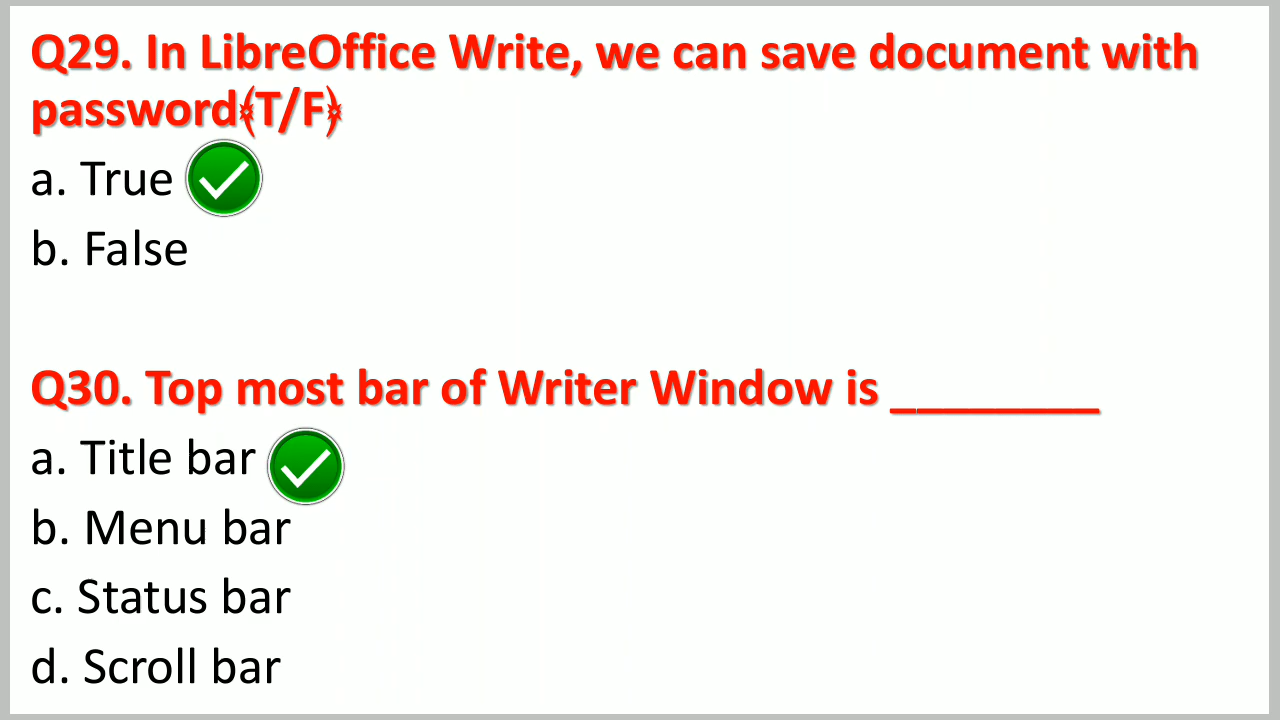 Q29. In LibreOffice Write, we can save document with
password(T/F)
a. True
b. False
Q30. Top most bar of Writer Window is ________
a. Title bar
b. Menu bar
c. Status bar
d. Scroll bar